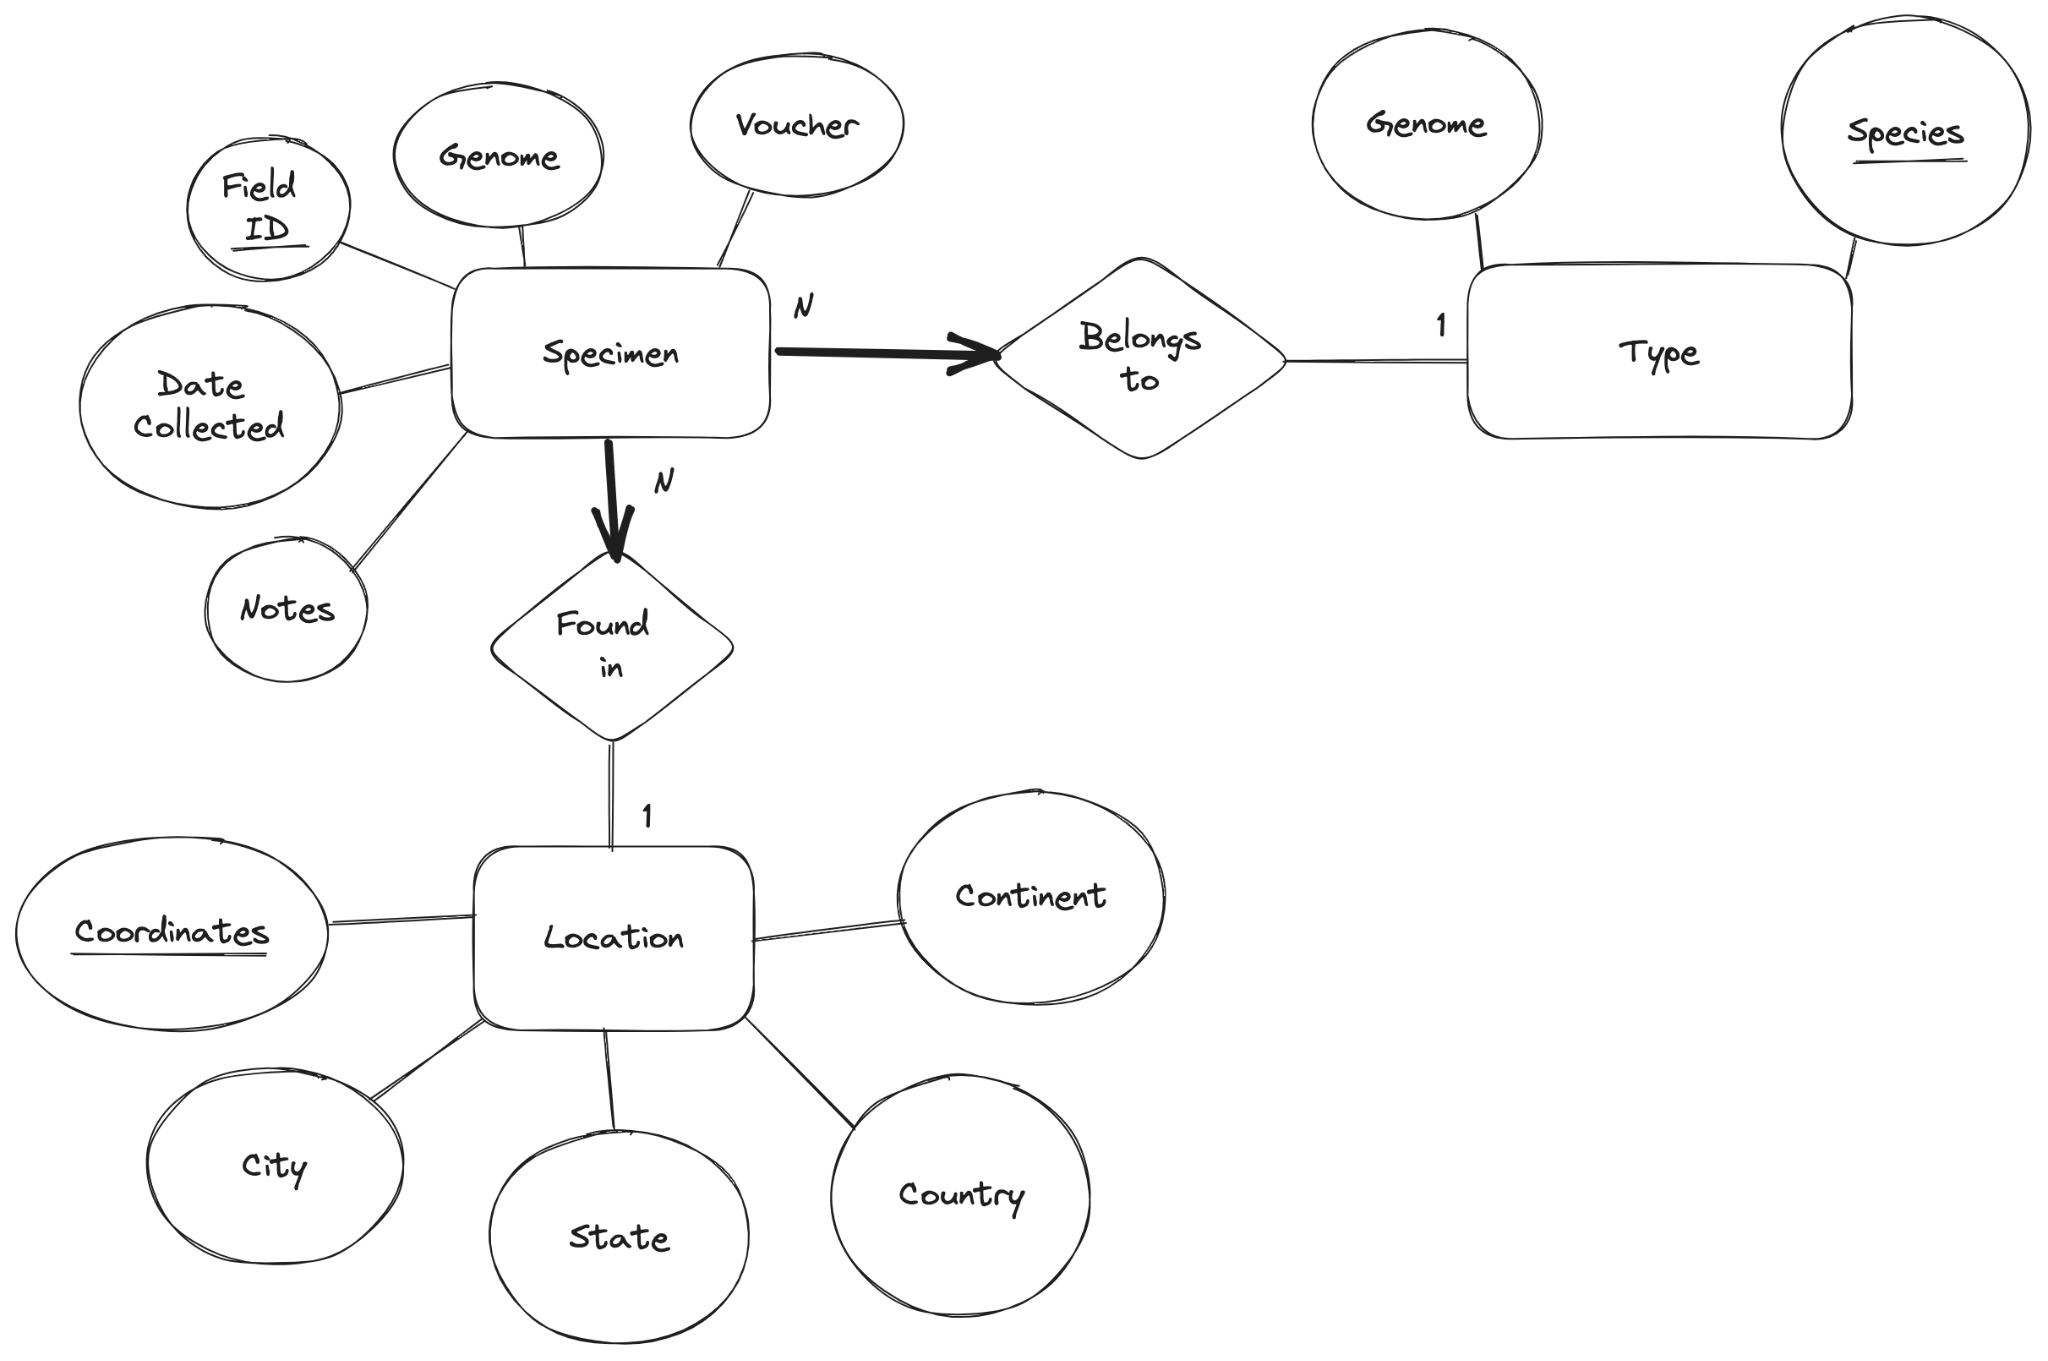 Genome
Species
Voucher
Genome
Field
ID
N
Belongs
to
1
Specimen
Type
Date
Collected
N
Notes
Found
in
1
Continent
Coordinates
Location
City
State
Country